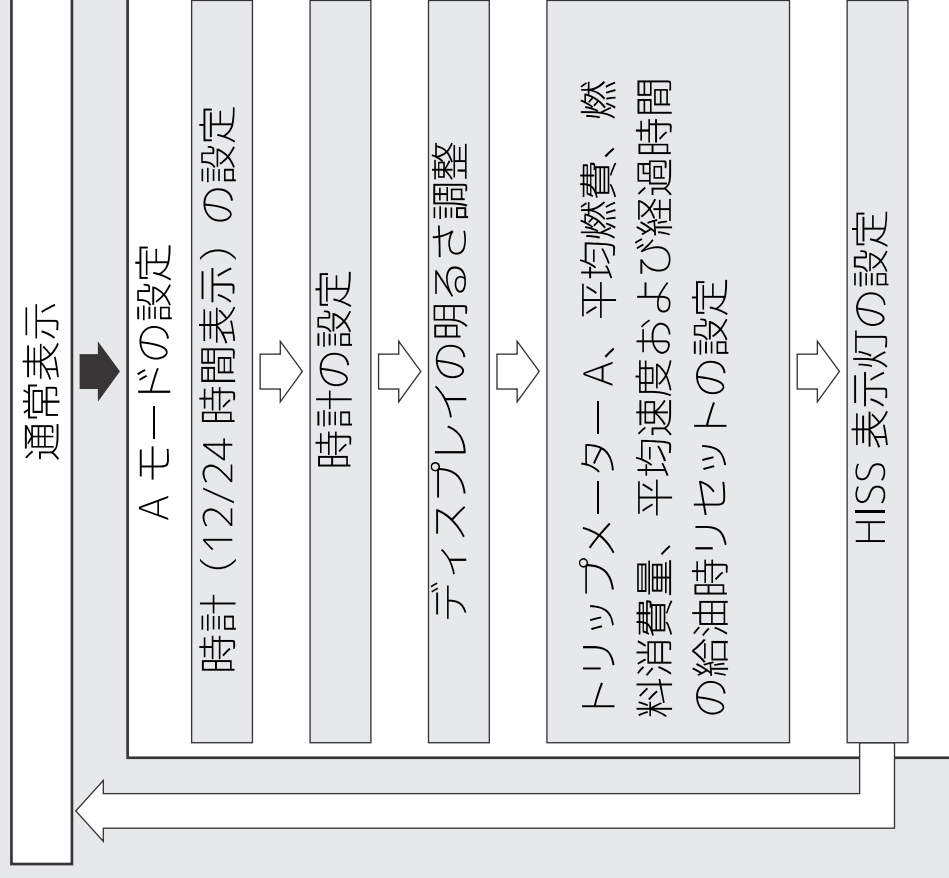 通常表示
A モードの設定
時計（12/24 時間表示）の設定
時計の設定
ディスプレイの明るさ調整
トリップメーター A、平均燃費、燃
料消費量、平均速度および経過時間
の給油時リセットの設定
HISS 表示灯の設定